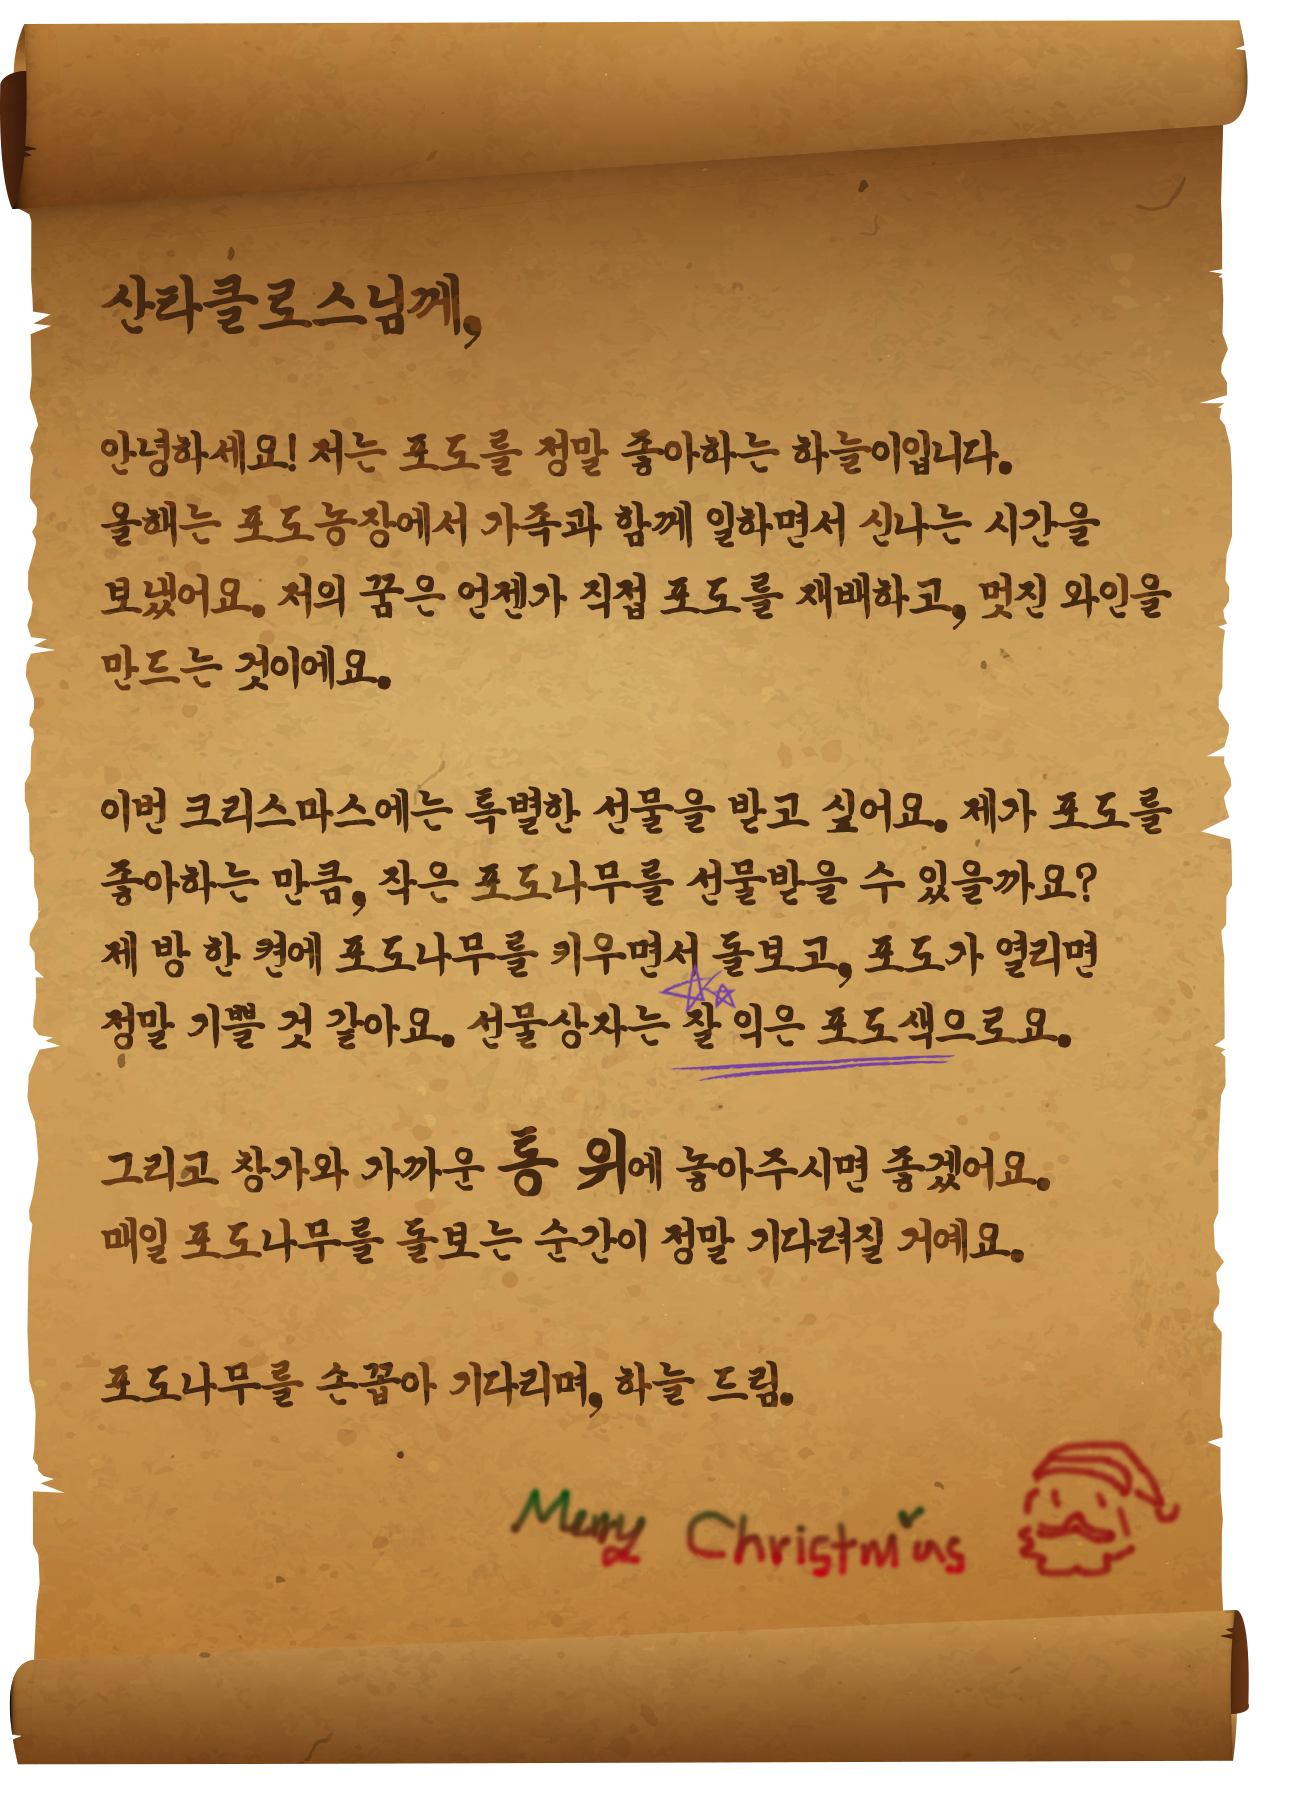 산타클로스님께,
안녕하세요! 저는 포도를 정말 좋아하는 하늘이입니다.
올해는 포도농장에서 가족과 함께 일하면서 신나는 시간을
보냈어요. 저의 꿈은 언젠가 직접 포도를 재배하고, 멋진 와인을
만드는 것이에요.
이번 크리스마스에는 특별한 선물을 받고 싶어요. 제가 포도를
좋아하는 만큼, 작은 포도나무를 선물받을 수 있을까요?
제 방 한 켠에 포도나무를 키우면서 돌보고, 포도가 열리면
정말 기쁠 것 같아요. 선물상자는 잘 익은 포도색으로요.
그리고 창가와 가까운 통 위에 놓아주시면 좋겠어요.
매일 포도나무를 돌보는 순간이 정말 기다려질 거예요.
포도나무를 손꼽아 기다리며, 하늘 드림.
Merry Christmas